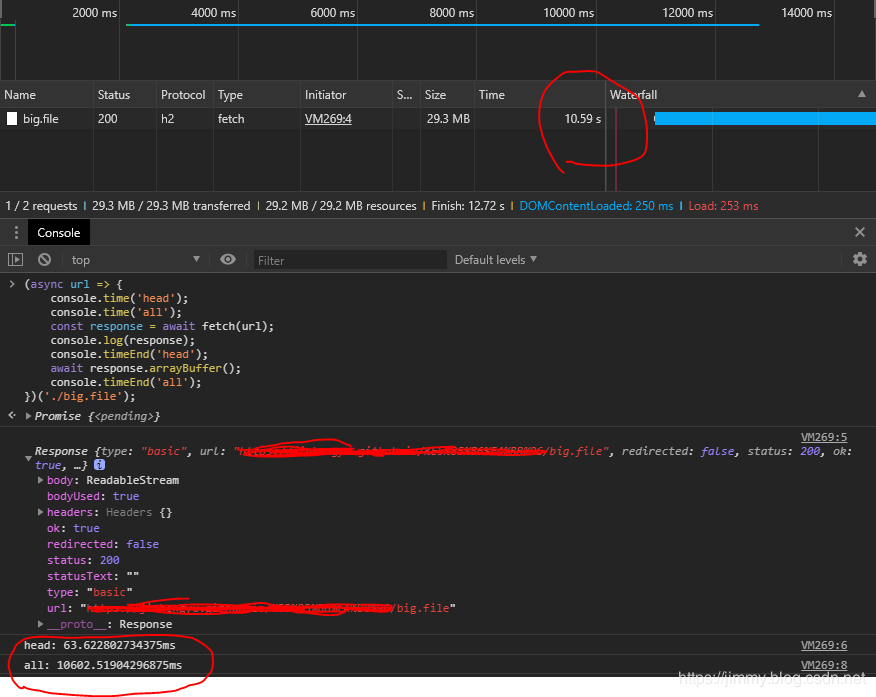 2000 ms 4000 ms 6000 ms 8000 ms 10000 ms 12000 ms 14000 ms
Name Status Protocol Type Initiator S... Size Time Waterfall
big.file 200 h2 fetch VM269:4 29.3 MB 10.59 s
1 / 2 requests 29.3 MB / 29.3 MB transferred 29.2 MB / 29.2 MB resources Finish: 12.72 s DOMContentLoaded: 250 ms Load: 253 ms
Console
top Filter Default levels
(async url => {
console.time('head');
console.time('all');
const response = await fetch(url);
console.log(response);
console.timeEnd('head');
await response.arrayBuffer();
console.timeEnd('all');
})('./big.file');
Promise {<pending>}
VM269:5
Response {type: "basic", url: "/big.file", redirected: false, status: 200, ok:
true, …}
body: ReadableStream
bodyUsed: true
headers: Headers {}
ok: true
redirected: false
status: 200
statusText: ""
type: "basic"
url: "/big.file"
__proto__: Response
head: 63.622802734375ms VM269:6
all: 10602.51904296875ms VM269:8
https://jimmy.blog.csdn.net